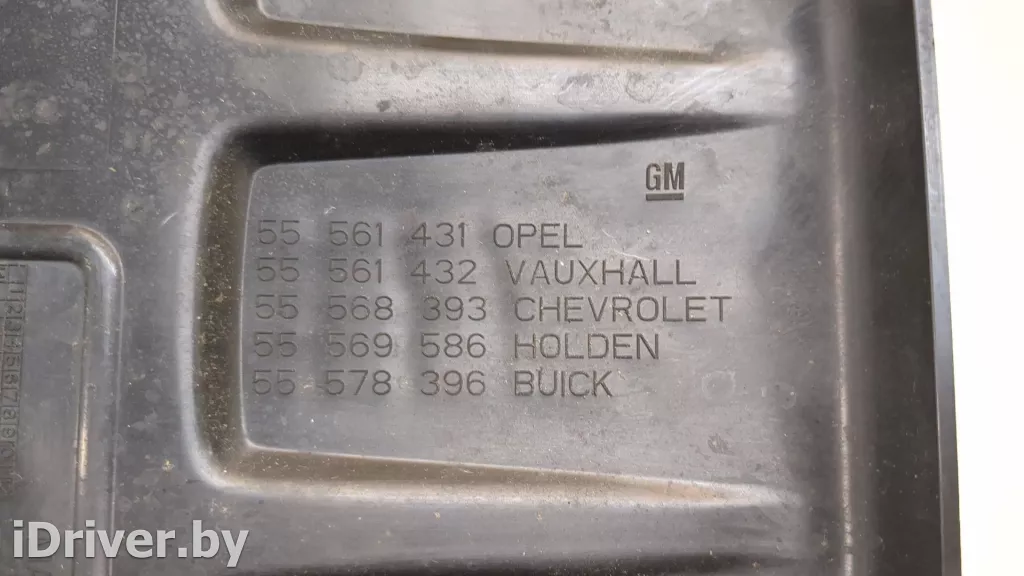 GM
55 561 431 OPEL
55 561 432 VAUXHALL
55 568 393 CHEVROLET
55 569 586 HOLDEN
55 578 396 BUICK
iDriver.by